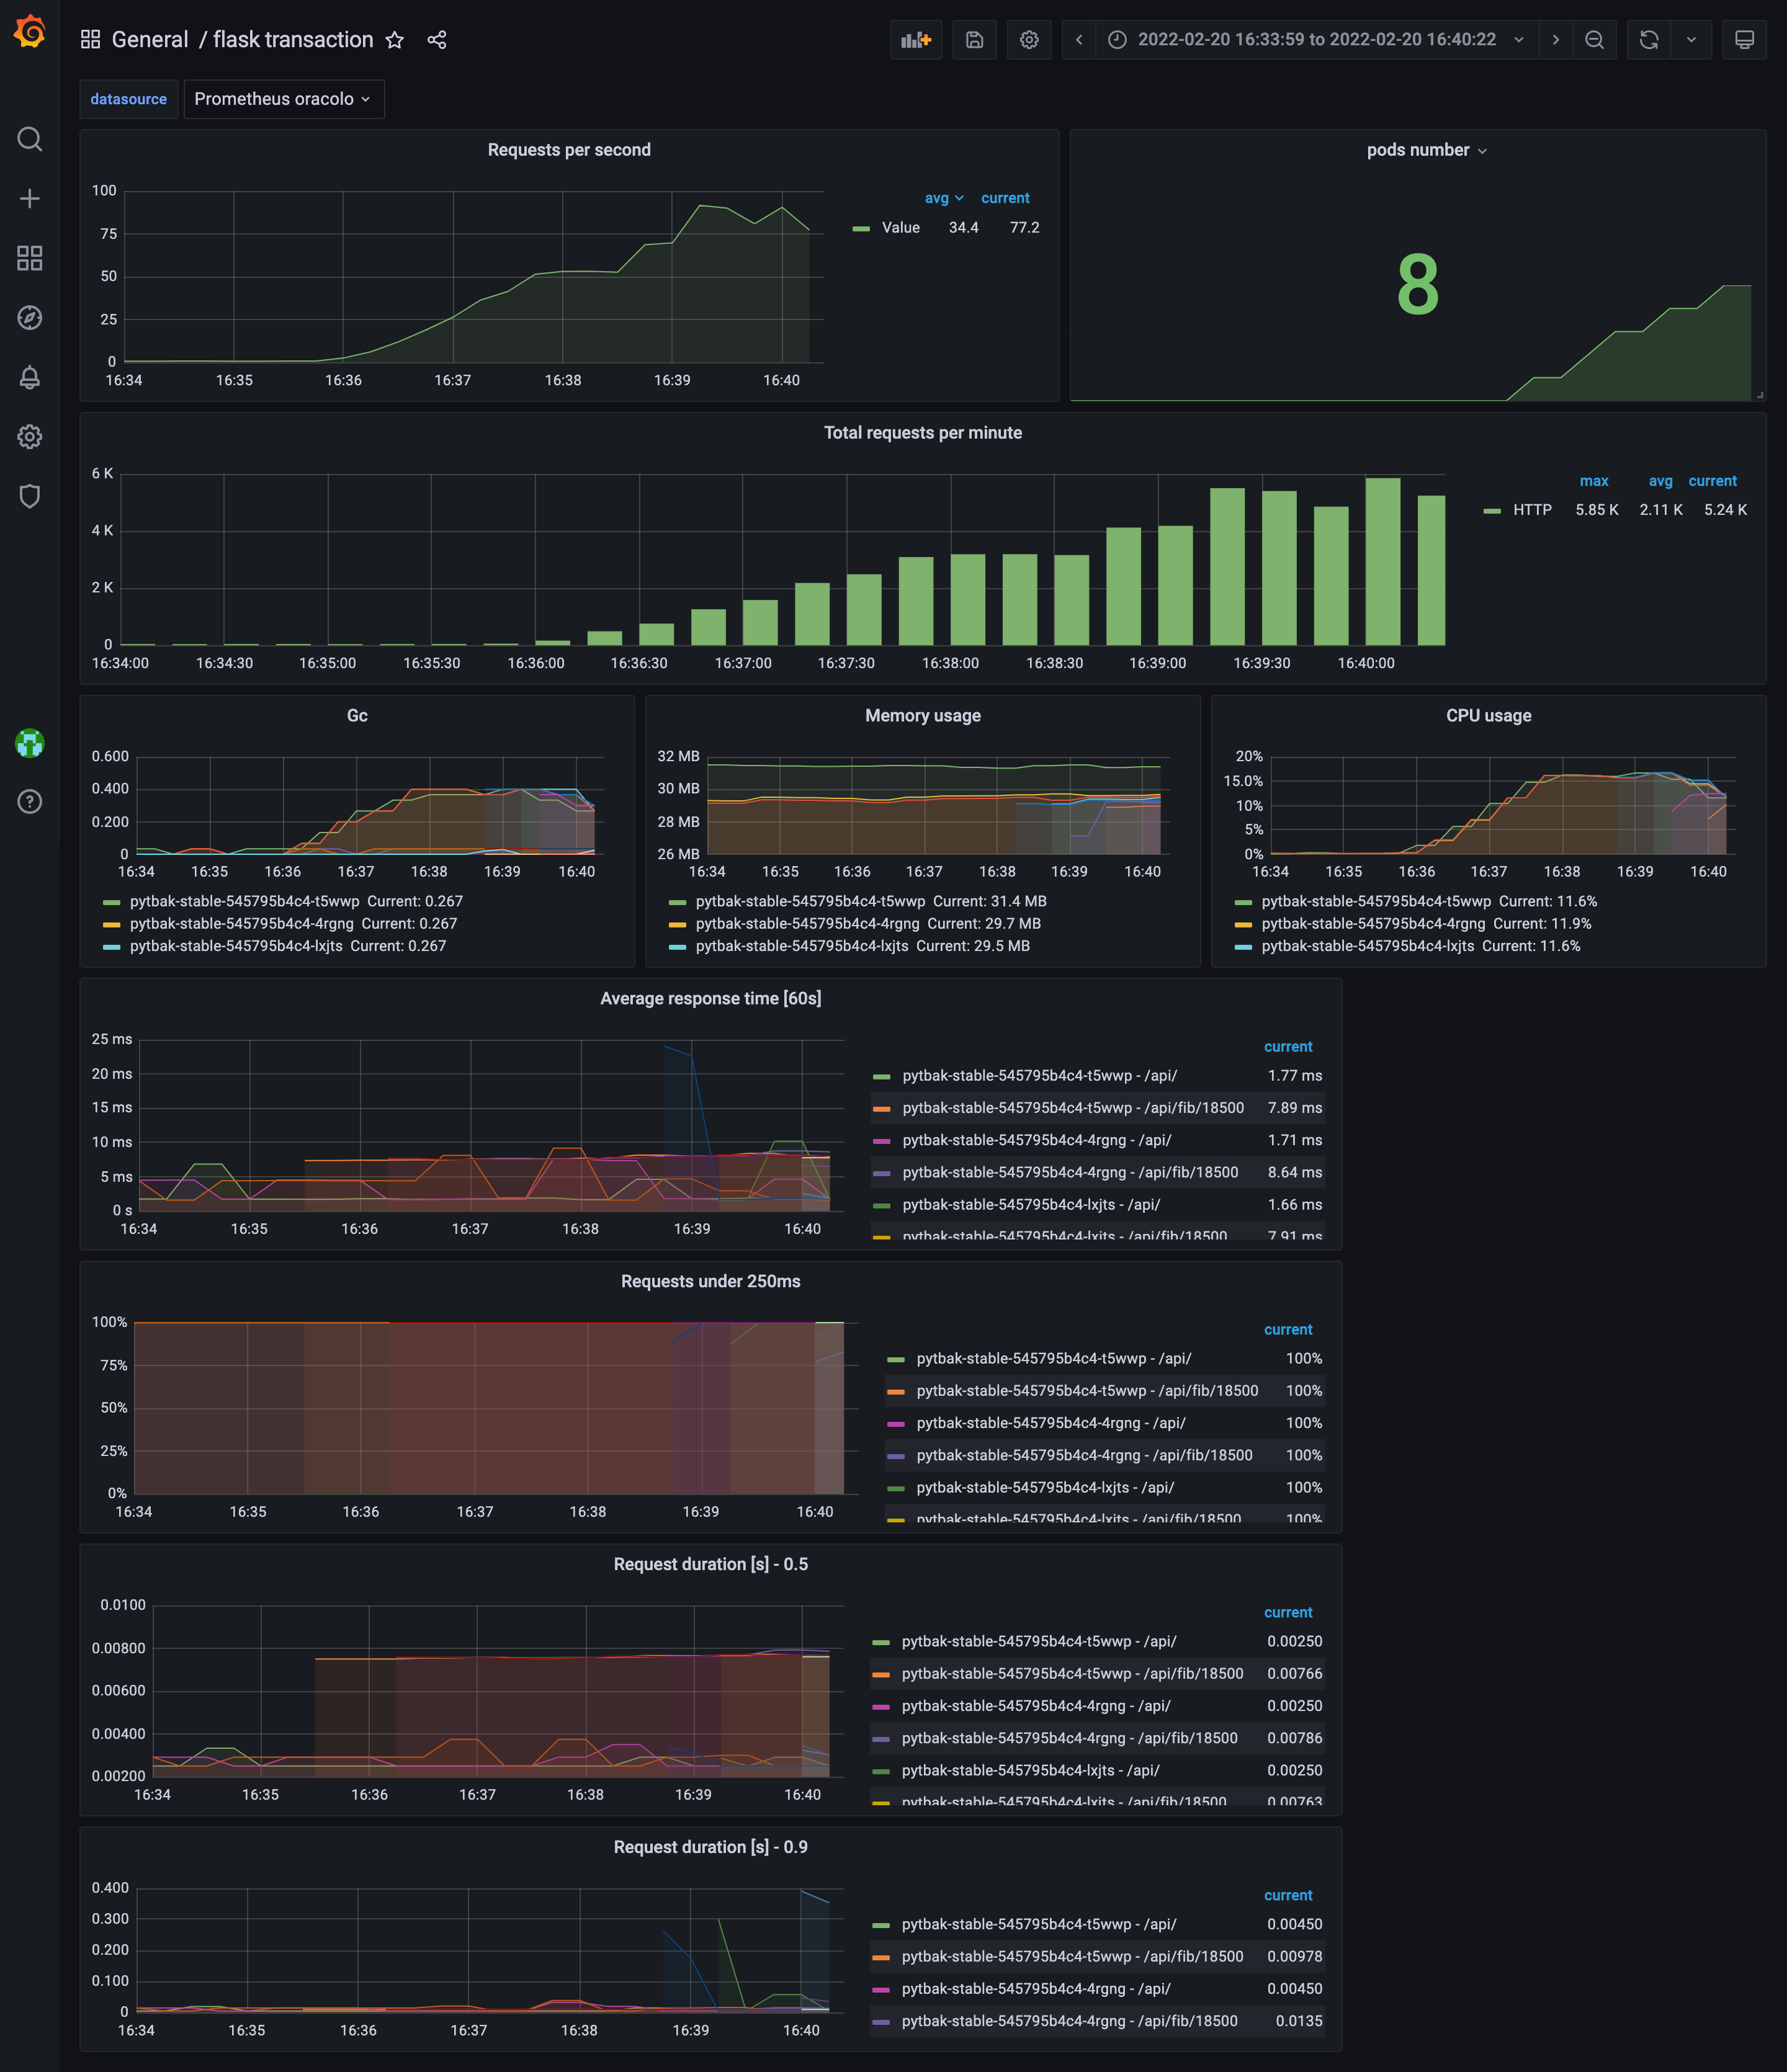 General / flask transaction
2022-02-20 16:33:59 to 2022-02-20 16:40:22
datasource Prometheus oracolo
Requests per second
100
75
50
25
0
16:34 16:35 16:36 16:37 16:38 16:39 16:40
avg current
Value 34.4 77.2
pods number
8
Total requests per minute
6 K
4 K
2 K
0
16:34:00 16:34:30 16:35:00 16:35:30 16:36:00 16:36:30 16:37:00 16:37:30 16:38:00 16:38:30 16:39:00 16:39:30 16:40:00
max avg current
HTTP 5.85 K 2.11 K 5.24 K
Gc
0.600
0.400
0.200
0
16:34 16:35 16:36 16:37 16:38 16:39 16:40
pytbak-stable-545795b4c4-t5wwp Current: 0.267
pytbak-stable-545795b4c4-4rgng Current: 0.267
pytbak-stable-545795b4c4-lxjts Current: 0.267
Memory usage
32 MB
30 MB
28 MB
26 MB
16:34 16:35 16:36 16:37 16:38 16:39 16:40
pytbak-stable-545795b4c4-t5wwp Current: 31.4 MB
pytbak-stable-545795b4c4-4rgng Current: 29.7 MB
pytbak-stable-545795b4c4-lxjts Current: 29.5 MB
CPU usage
20%
15.0%
10%
5%
0%
16:34 16:35 16:36 16:37 16:38 16:39 16:40
pytbak-stable-545795b4c4-t5wwp Current: 11.6%
pytbak-stable-545795b4c4-4rgng Current: 11.9%
pytbak-stable-545795b4c4-lxjts Current: 11.6%
Average response time [60s]
25 ms
20 ms
15 ms
10 ms
5 ms
0 s
16:34 16:35 16:36 16:37 16:38 16:39 16:40
current
pytbak-stable-545795b4c4-t5wwp - /api/ 1.77 ms
pytbak-stable-545795b4c4-t5wwp - /api/fib/18500 7.89 ms
pytbak-stable-545795b4c4-4rgng - /api/ 1.71 ms
pytbak-stable-545795b4c4-4rgng - /api/fib/18500 8.64 ms
pytbak-stable-545795b4c4-lxjts - /api/ 1.66 ms
pytbak-stable-545795b4c4-lxjts - /api/fib/18500 7.91 ms
Requests under 250ms
100%
75%
50%
25%
0%
16:34 16:35 16:36 16:37 16:38 16:39 16:40
current
pytbak-stable-545795b4c4-t5wwp - /api/ 100%
pytbak-stable-545795b4c4-t5wwp - /api/fib/18500 100%
pytbak-stable-545795b4c4-4rgng - /api/ 100%
pytbak-stable-545795b4c4-4rgng - /api/fib/18500 100%
pytbak-stable-545795b4c4-lxjts - /api/ 100%
pytbak-stable-545795b4c4-lxjts - /api/fib/18500 100%
Request duration [s] - 0.5
0.0100
0.00800
0.00600
0.00400
0.00200
16:34 16:35 16:36 16:37 16:38 16:39 16:40
current
pytbak-stable-545795b4c4-t5wwp - /api/ 0.00250
pytbak-stable-545795b4c4-t5wwp - /api/fib/18500 0.00766
pytbak-stable-545795b4c4-4rgng - /api/ 0.00250
pytbak-stable-545795b4c4-4rgng - /api/fib/18500 0.00786
pytbak-stable-545795b4c4-lxjts - /api/ 0.00250
pytbak-stable-545795b4c4-lxjts - /api/fib/18500 0.00763
Request duration [s] - 0.9
0.400
0.300
0.200
0.100
0
16:34 16:35 16:36 16:37 16:38 16:39 16:40
current
pytbak-stable-545795b4c4-t5wwp - /api/ 0.00450
pytbak-stable-545795b4c4-t5wwp - /api/fib/18500 0.00978
pytbak-stable-545795b4c4-4rgng - /api/ 0.00450
pytbak-stable-545795b4c4-4rgng - /api/fib/18500 0.0135